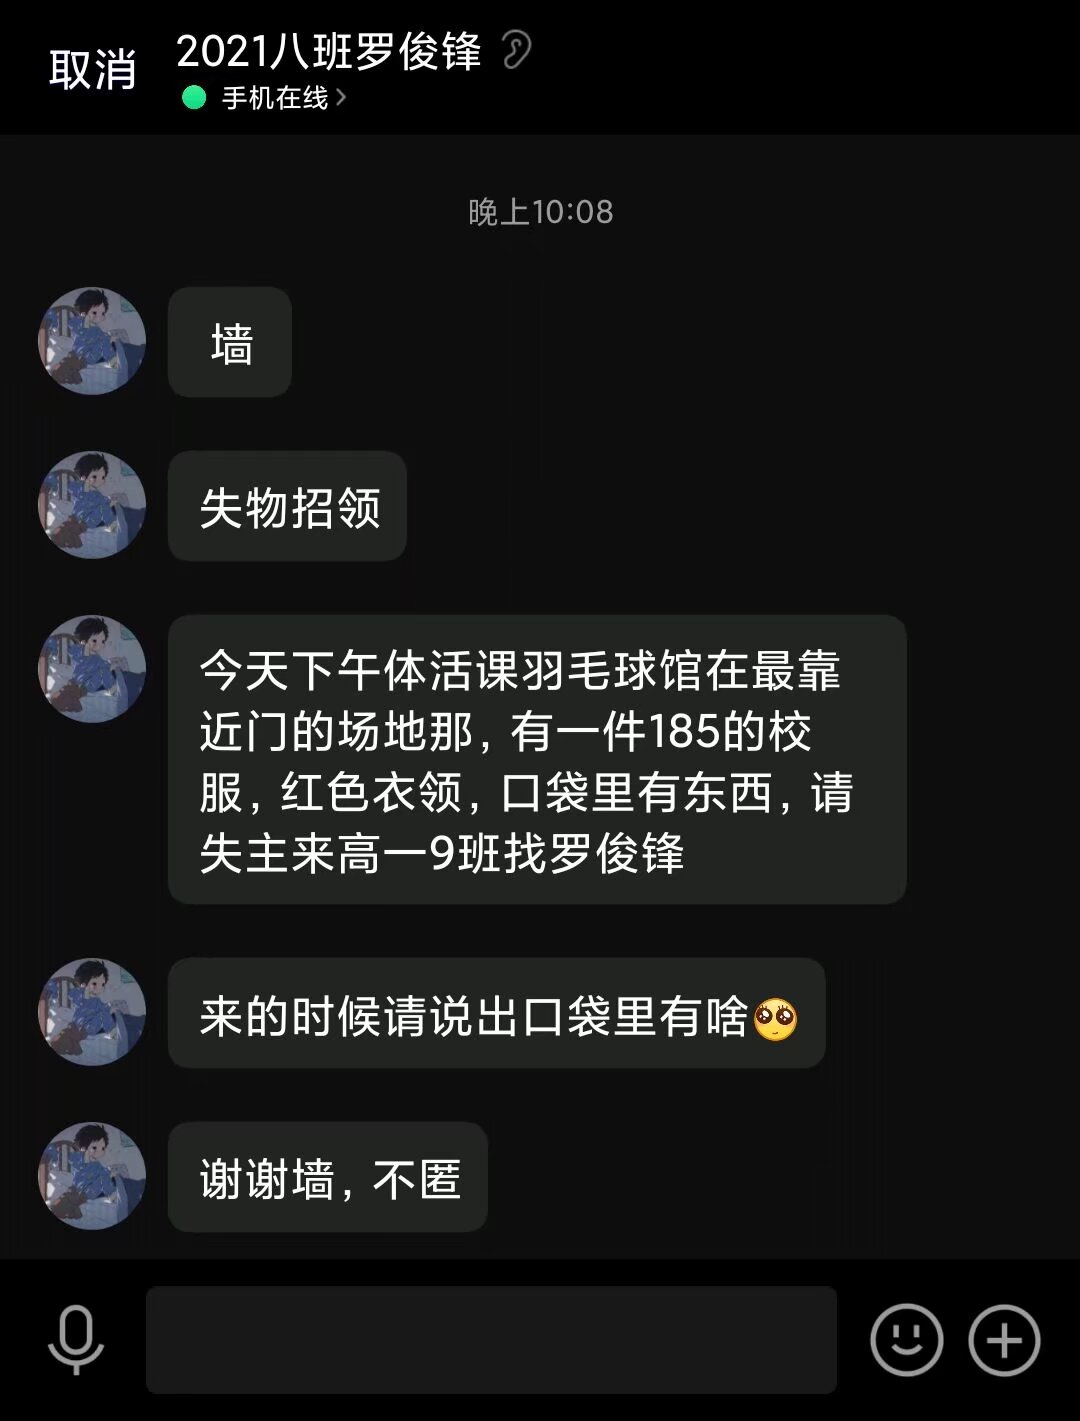 取消
2021八班罗俊锋
手机在线
晚上10:08
墙
失物招领
今天下午体活课羽毛球馆在最靠
近门的场地那，有一件185的校
服，红色衣领，口袋里有东西，请
失主来高一9班找罗俊锋
来的时候请说出口袋里有啥🥺
谢谢墙，不匿